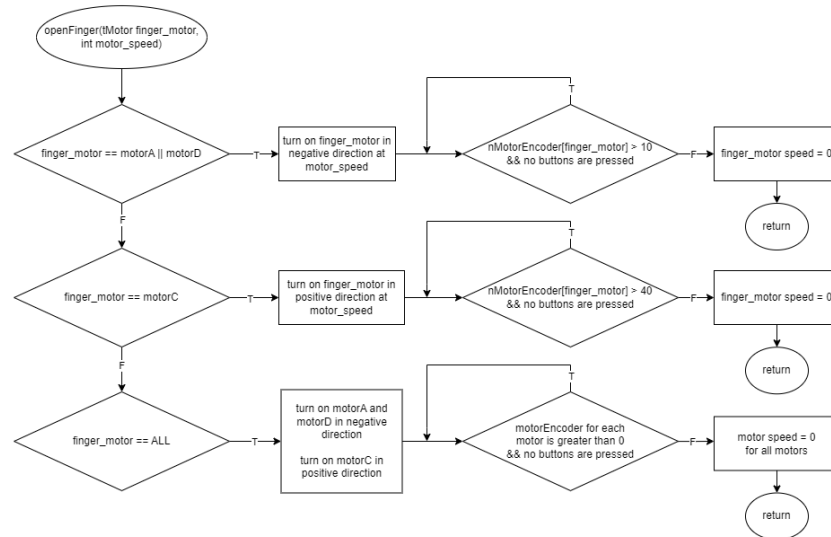 openFinger(tMotor finger_motor,
int motor_speed)
finger_motor == motorA || motorD
T
turn on finger_motor in
negative direction at
motor_speed
T
nMotorEncoder[finger_motor] > 10
&& no buttons are pressed
F
finger_motor speed = 0
return
F
finger_motor == motorC
T
turn on finger_motor in
positive direction at
motor_speed
T
nMotorEncoder[finger_motor] > 40
&& no buttons are pressed
F
finger_motor speed = 0
return
F
finger_motor == ALL
T
turn on motorA and
motorD in negative
direction
turn on motorC in
positive direction
T
motorEncoder for each
motor is greater than 0
&& no buttons are pressed
F
motor speed = 0
for all motors
return